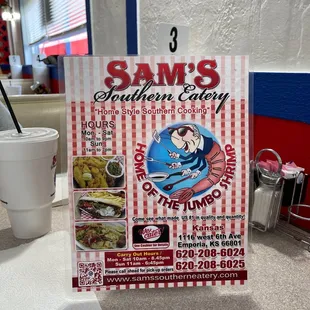 3
SAM'S
Southern Eatery
"Home Style Southern Cooking"
HOURS
Mon - Sat
Sun
HOME OF THE JUMBO SHRIMP
Come see what made US #1 in quality and quantity
Kansas
1116 west 6th Ave
Emporia, KS 66801
620-208-6024
620-208-6025
Carry Out Hours :
Mon - Sat 10am - 8.45pm
Sun 11am - 6:45pm
Please call ahead for pick-up orders
www.samssoutherneatery.com